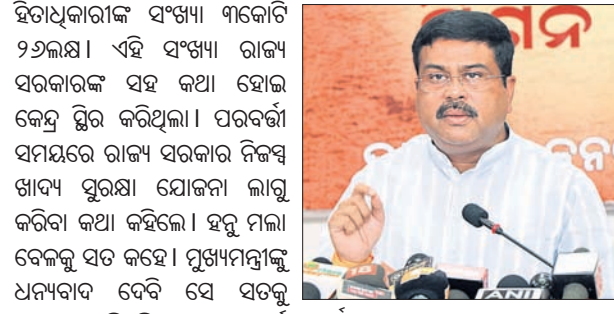 ହିତାଧିକାରୀଙ୍କ ସଂଖ୍ୟା ୩କୋଟି
୨୬ଲକ୍ଷ। ଏହି ସଂଖ୍ୟା ରାଜ୍ୟ
ସରକାରଙ୍କ ସହ କଥା ହୋଇ
କେନ୍ଦ୍ର ସ୍ଥିର କରିଥିଲା। ପରବର୍ତ୍ତୀ
ସମୟରେ ରାଜ୍ୟ ସରକାର ନିଜସ୍ୱ
ଖାଦ୍ୟ ସୁରକ୍ଷା ଯୋଜନା ଲାଗୁ
କରିବା କଥା କହିଲେ। ହନୁ ମଲା
ବେଳକୁ ସତ କହେ। ମୁଖ୍ୟମନ୍ତ୍ରୀଙ୍କୁ
ଧନ୍ୟବାଦ ଦେବି ସେ ସତକୁ
ANI